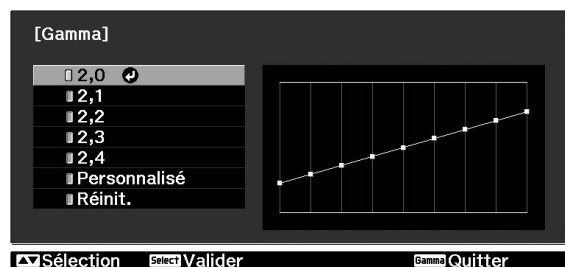 [Gamma]
2,0
2,1
2,2
2,3
2,4
Personnalisé
Réinit.
Sélection Select Valider Gamma Quitter